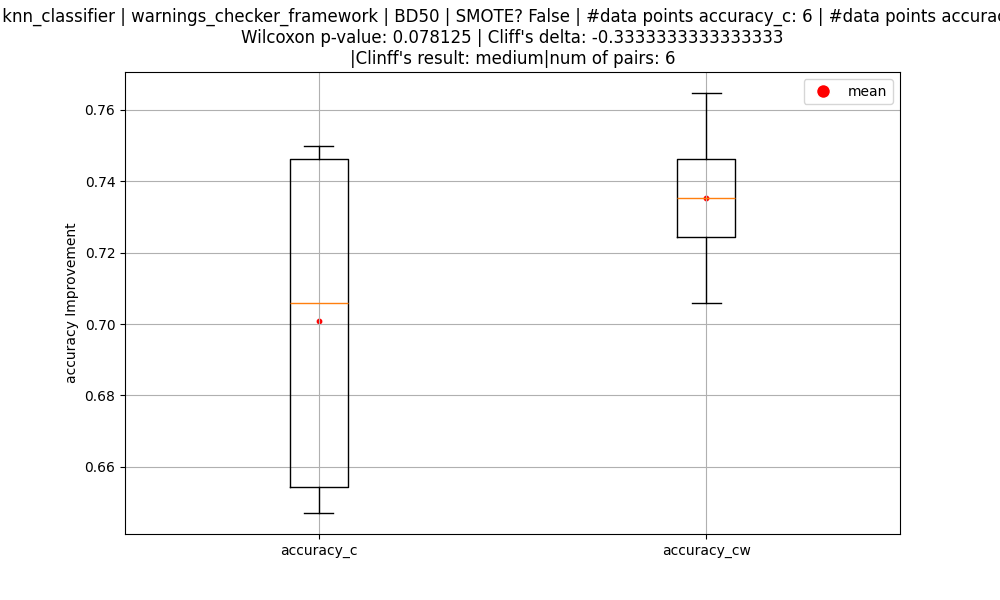 knn_classifier | warnings_checker_framework | BD50 | SMOTE? False | #data points accuracy_c: 6 | #data points
Wilcoxon p-value: 0.078125 | Cliff's delta: -0.3333333333333333
|Clinff's result: medium|num of pairs: 6
mean
0.76
0.74
0.72
0.70
0.68
0.66
accuracy Improvement
accuracy_c
accuracy_cw